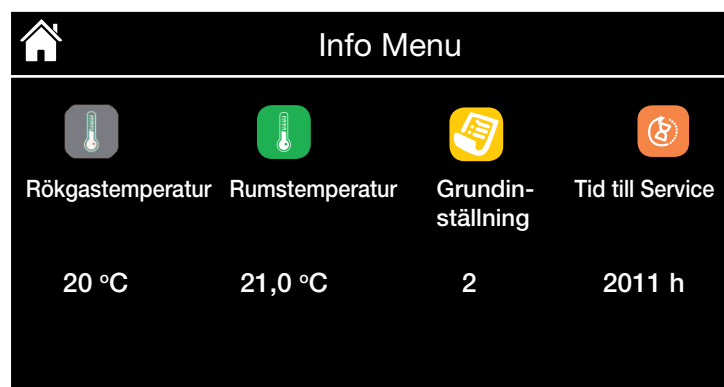 Info Menu
Rökgastemperatur Rumstemperatur Grundin- Tid till Service
ställning
20 °C 21,0 °C 2 2011 h